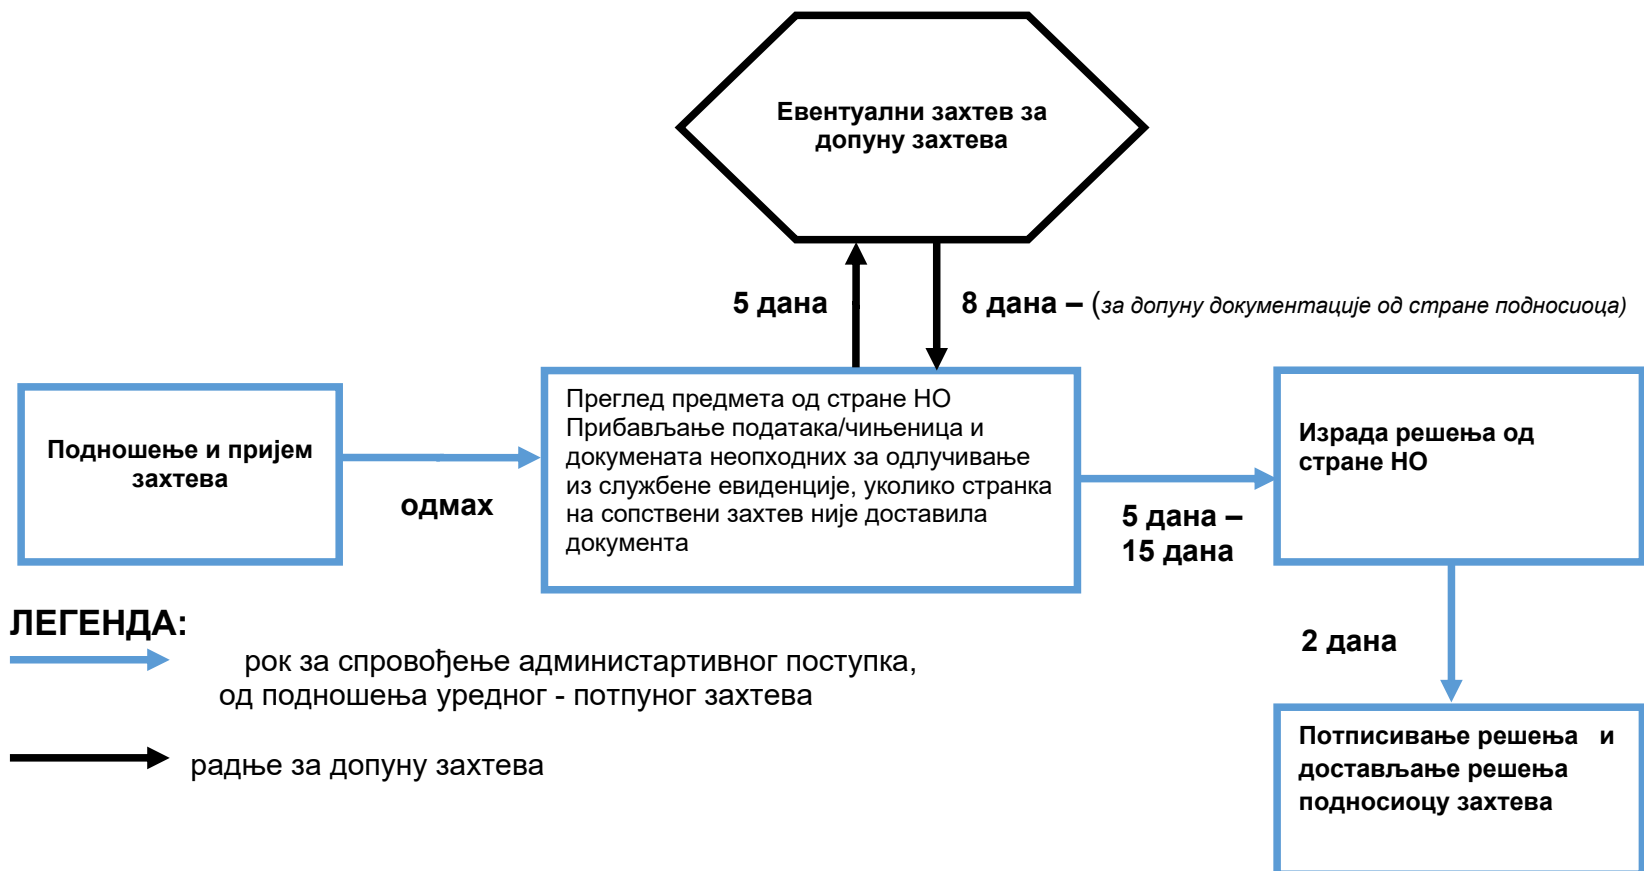 Евентуални захтев за
допуну захтева
5 дана
8 дана – (за допуну документације од стране подносиоца)
Подношење и пријем
захтева
одмах
Преглед предмета од стране НО
Прибављање података/чињеница и
докумената неопходних за одлучивање
из службене евиденције, уколико странка
на сопствени захтев није доставила
документа
5 дана –
15 дана
Израда решења од
стране НО
2 дана
Потписивање решења и
достављање решења
подносиоцу захтева
ЛЕГЕНДА:
рок за спровођење администартивног поступка,
од подношења уредног - потпуног захтева
радње за допуну захтева